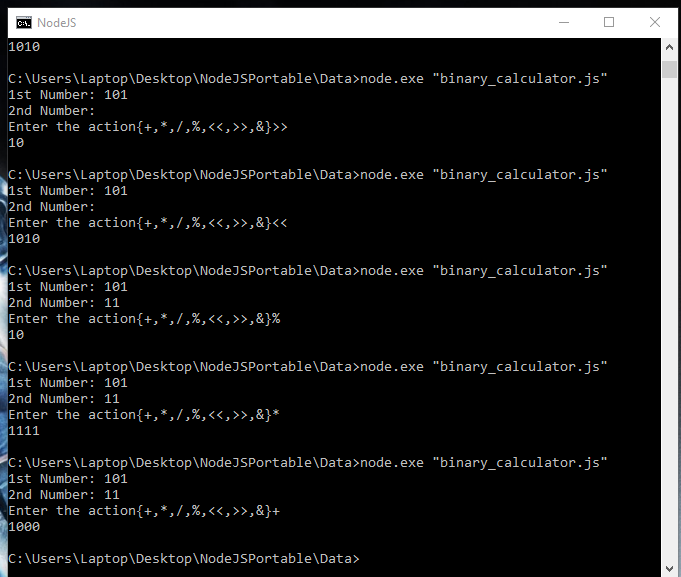 NodeJS
1010
C:\Users\Laptop\Desktop\NodeJSPortable\Data>node.exe "binary_calculator.js"
1st Number: 101
2nd Number:
Enter the action{+,*,/,%,<<,>>,&}>>
10
C:\Users\Laptop\Desktop\NodeJSPortable\Data>node.exe "binary_calculator.js"
1st Number: 101
2nd Number:
Enter the action{+,*,/,%,<<,>>,&}<<
1010
C:\Users\Laptop\Desktop\NodeJSPortable\Data>node.exe "binary_calculator.js"
1st Number: 101
2nd Number: 11
Enter the action{+,*,/,%,<<,>>,&}%
10
C:\Users\Laptop\Desktop\NodeJSPortable\Data>node.exe "binary_calculator.js"
1st Number: 101
2nd Number: 11
Enter the action{+,*,/,%,<<,>>,&}*
1111
C:\Users\Laptop\Desktop\NodeJSPortable\Data>node.exe "binary_calculator.js"
1st Number: 101
2nd Number: 11
Enter the action{+,*,/,%,<<,>>,&}+
1000
C:\Users\Laptop\Desktop\NodeJSPortable\Data>